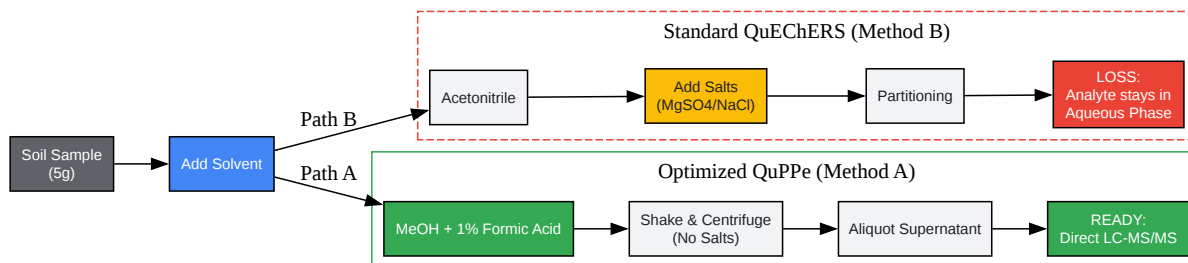 Standard QuEChERS (Method B)
Acetonitrile
Add Salts
(MgSO4/NaCl)
Partitioning
LOSS:
Analyte stays in
Aqueous Phase
Path B
Soil Sample
(5g)
Add Solvent
Path A
Optimized QuPPe (Method A)
MeOH + 1% Formic Acid
Shake & Centrifuge
(No Salts)
Aliquot Supernatant
READY:
Direct LC-MS/MS